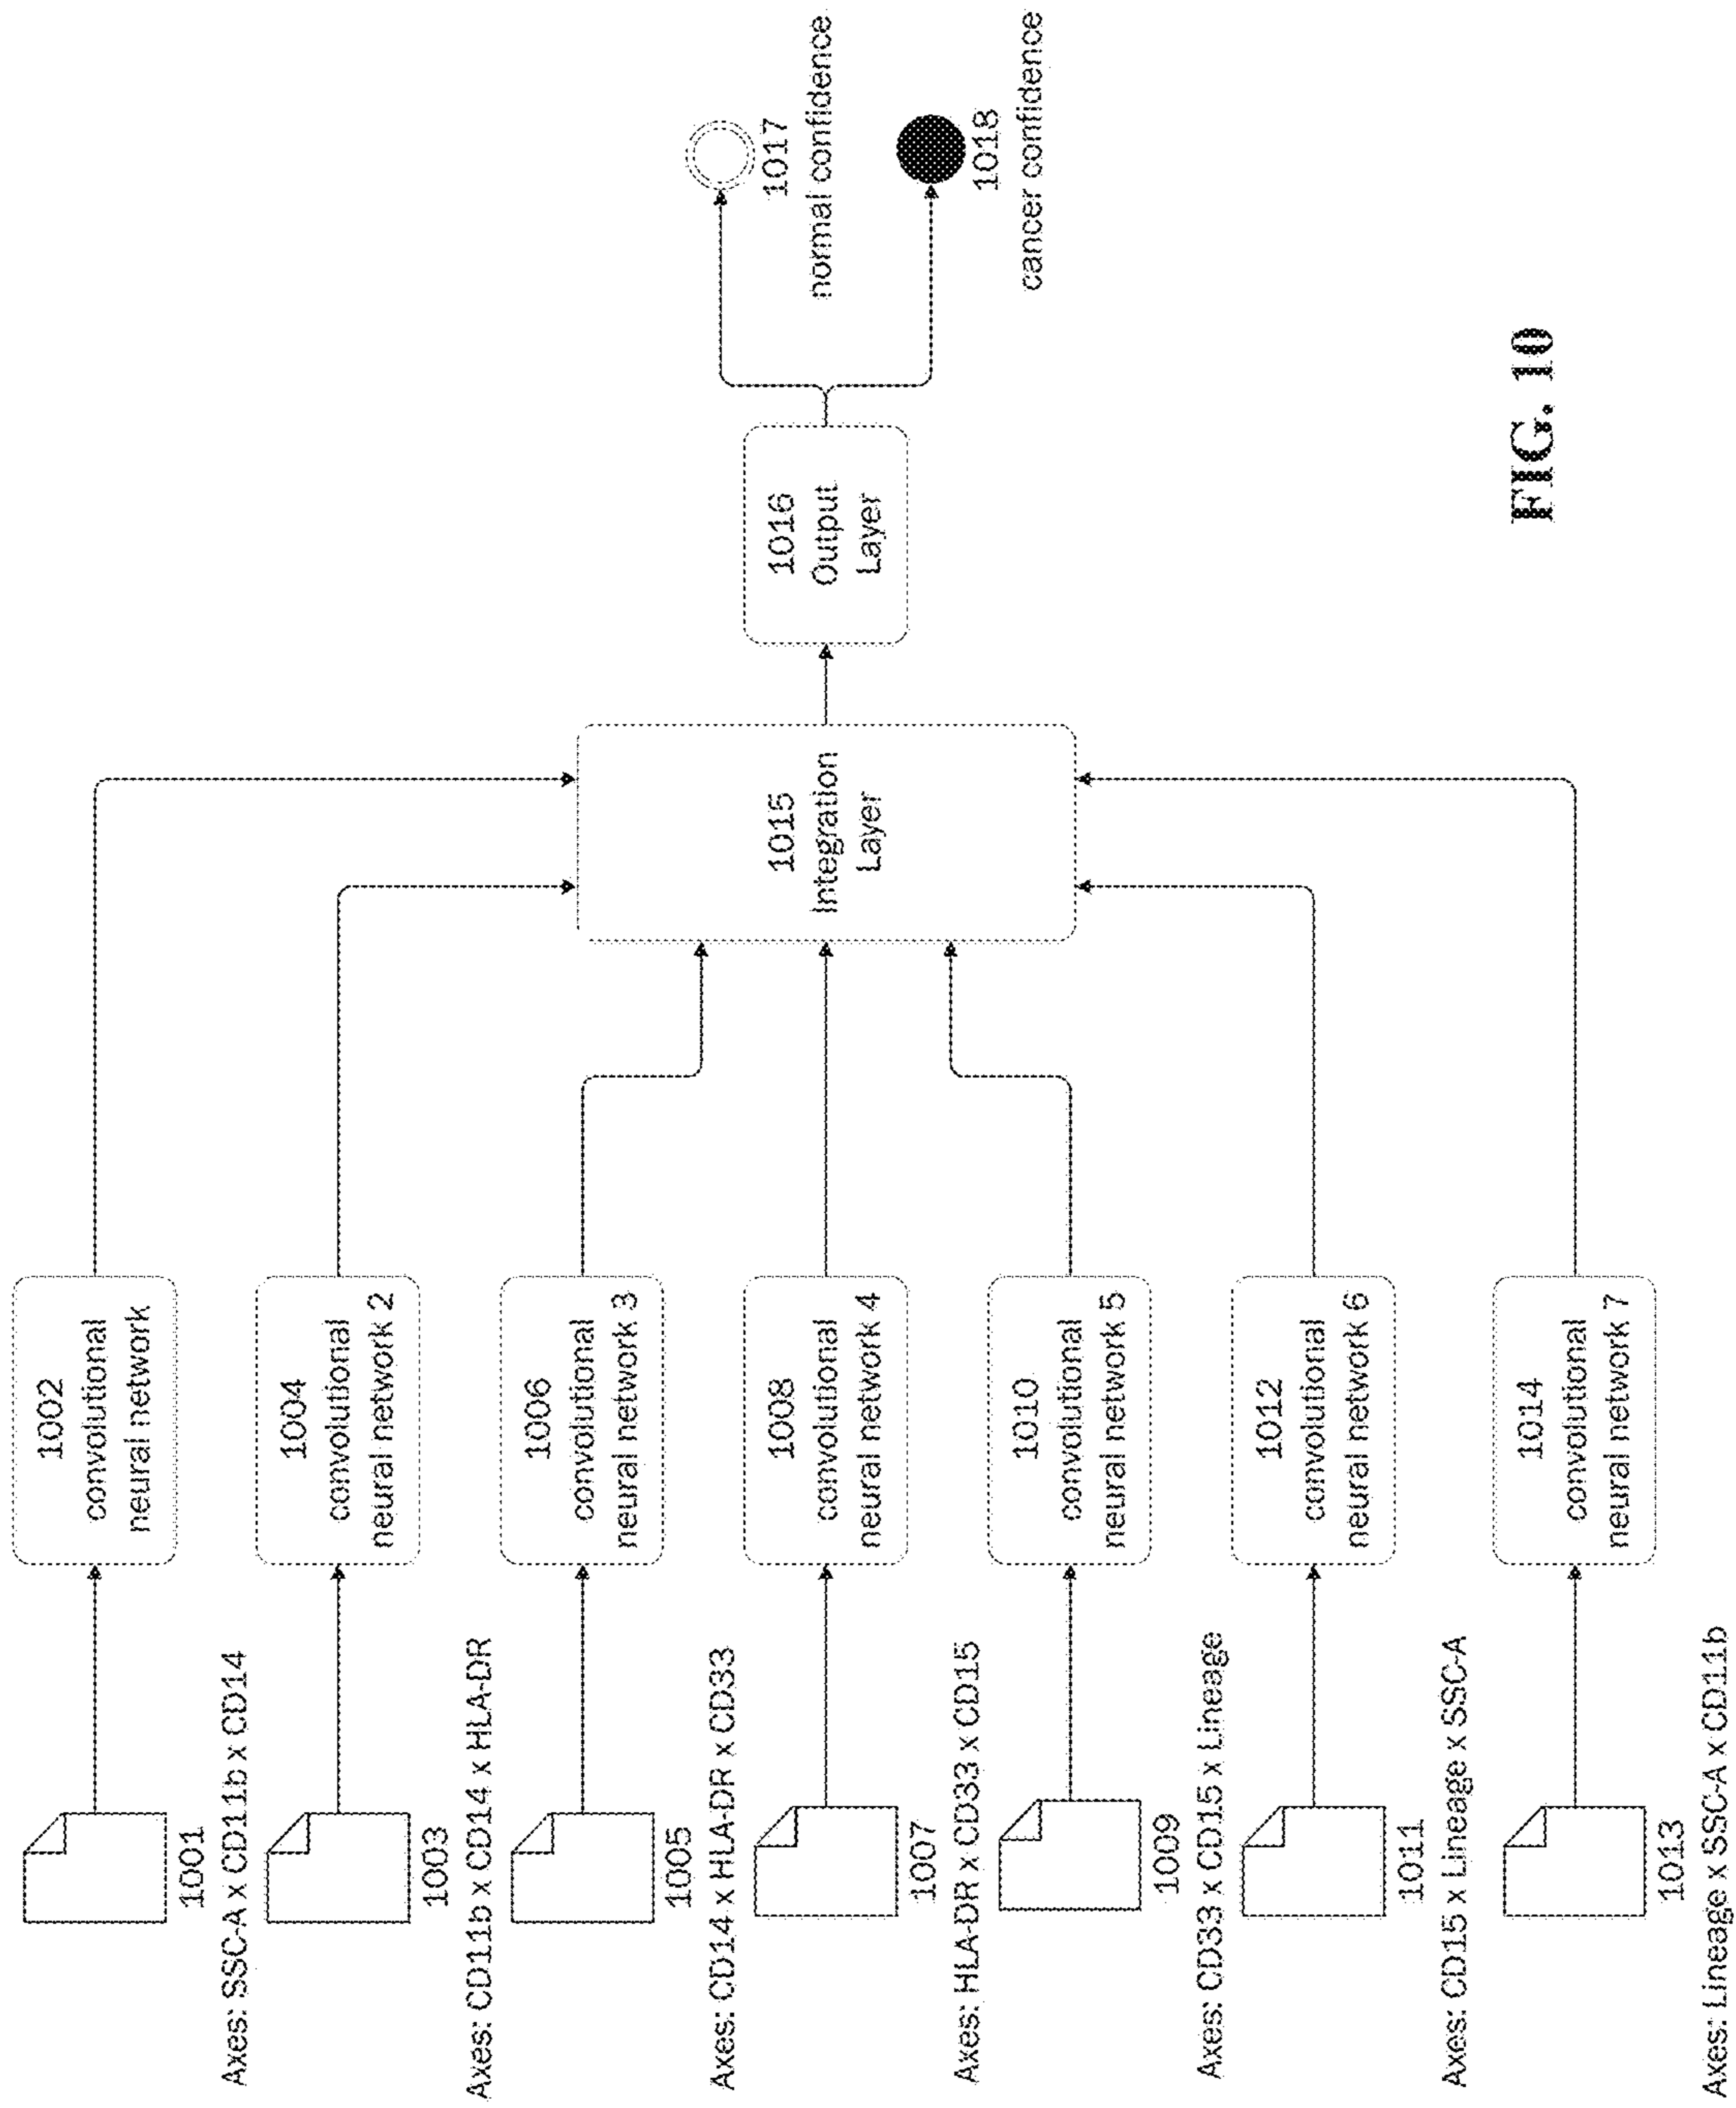 1001
Axes: SSC-A x CD11b x CD14
1002
convolutional
neural network
1003
Axes: CD11b x CD14 x HLA-DR
1004
convolutional
neural network 2
1005
Axes: CD14 x HLA-DR x CD33
1006
convolutional
neural network 3
1007
Axes: HLA-DR x CD33 x CD15
1008
convolutional
neural network 4
1009
Axes: CD33 x CD15 x Lineage
1010
convolutional
neural network 5
1011
Axes: CD15 x Lineage x SSC-A
1012
convolutional
neural network 6
1013
Axes: Lineage x SSC-A x CD11b
1014
convolutional
neural network 7
1015
Integration
Layer
1016
Output
Layer
1017
normal confidence
1018
cancer confidence
FIG. 10